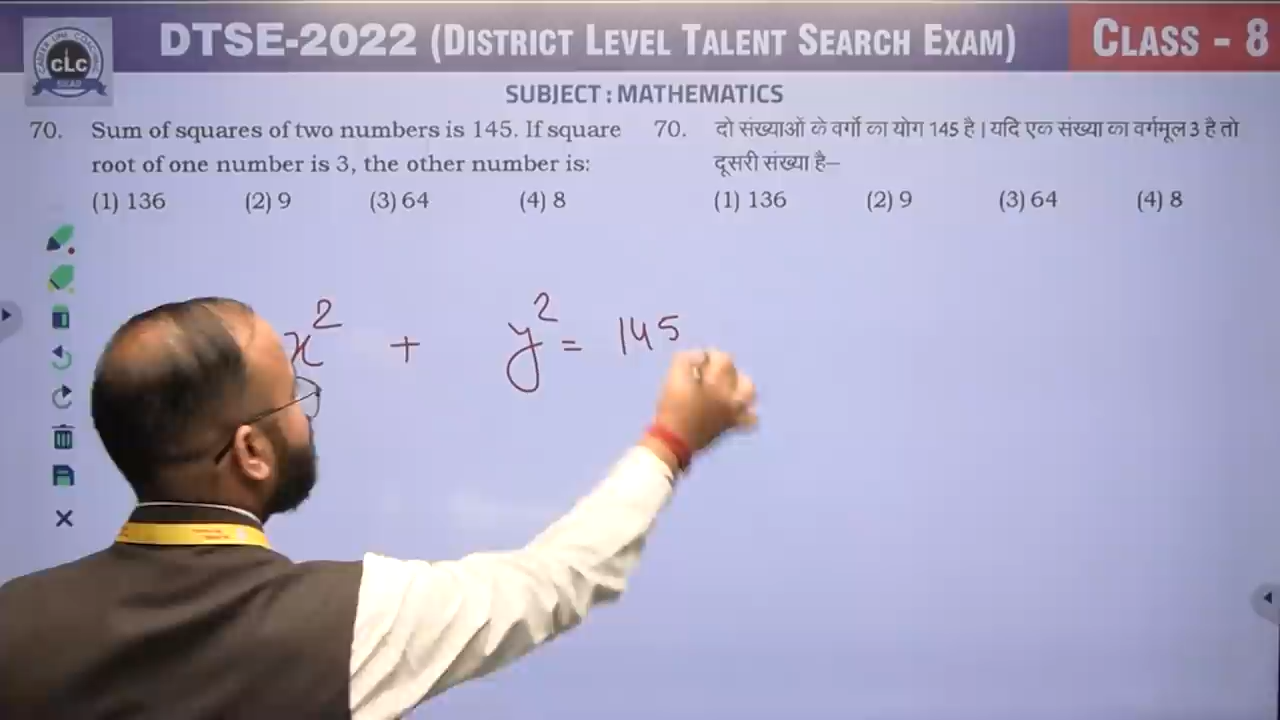 DTSE-2022 (DISTRICT LEVEL TALENT SEARCH EXAM)
CLASS - 8
CLC
SUBJECT : MATHEMATICS
70. Sum of squares of two numbers is 145. If square
root of one number is 3, the other number is:
(1) 136 (2) 9 (3) 64 (4) 8
70. दो संख्याओं के वर्गो का योग 145 है। यदि एक संख्या का वर्गमूल 3 है तो
दूसरी संख्या है–
(1) 136 (2) 9 (3) 64 (4) 8
x² + y² = 145